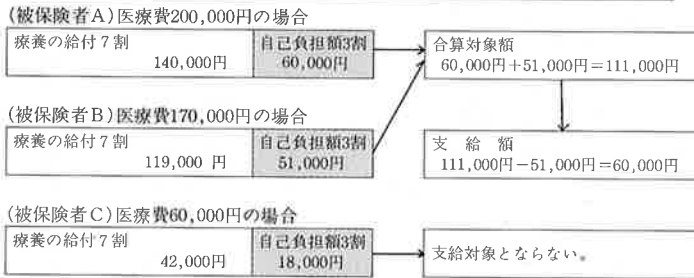 (被保険者A)医療費200,000円の場合
療養の給付7割
140,000円
自己負担額3割
60,000円
合算対象額
60,000円+51,000円=111,000円
(被保険者B)医療費170,000円の場合
療養の給付7割
119,000 円
自己負担額3割
51,000円
支 給 額
111,000円-51,000円=60,000円
(被保険者C)医療費60,000円の場合
療養の給付7割
42,000円
自己負担額3割
18,000円
支給対象とならない。